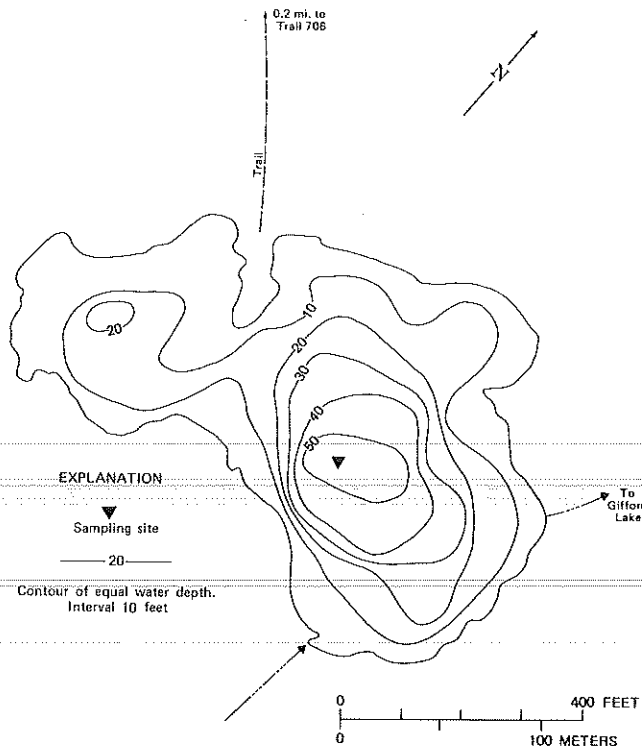 0.2 mi. to
Trail 706
N
Trail
10
20
20
30
40
50
EXPLANATION
Sampling site
20
Contour of equal water depth.
Interval 10 feet
To
Giffor
Lake
0 400 FEET
0 100 METERS